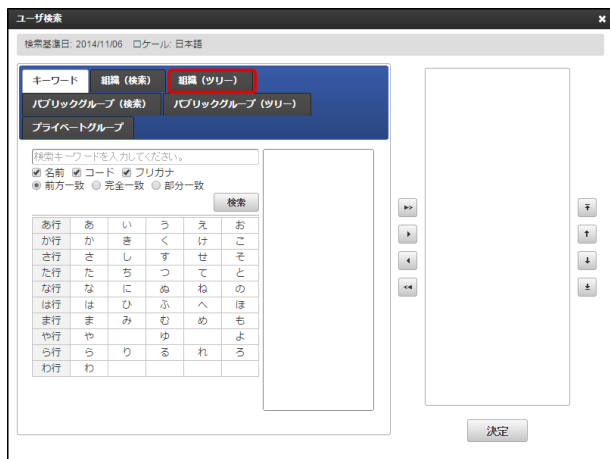 ユーザ検索
検索基準日: 2014/11/06 ロケール: 日本語
キーワード 組織（検索） 組織（ツリー）
パブリックグループ（検索） パブリックグループ（ツリー）
プライベートグループ
検索キーワードを入力してください。
名前 コード フリガナ
前方一致 完全一致 部分一致
検索
あ行 あ い う え お
か行 か き く け こ
さ行 さ し す せ そ
た行 た ち つ て と
な行 な に ぬ ね の
は行 は ひ ふ へ ほ
ま行 ま み む め も
や行 や ゆ よ
ら行 ら り る れ ろ
わ行 わ
決定